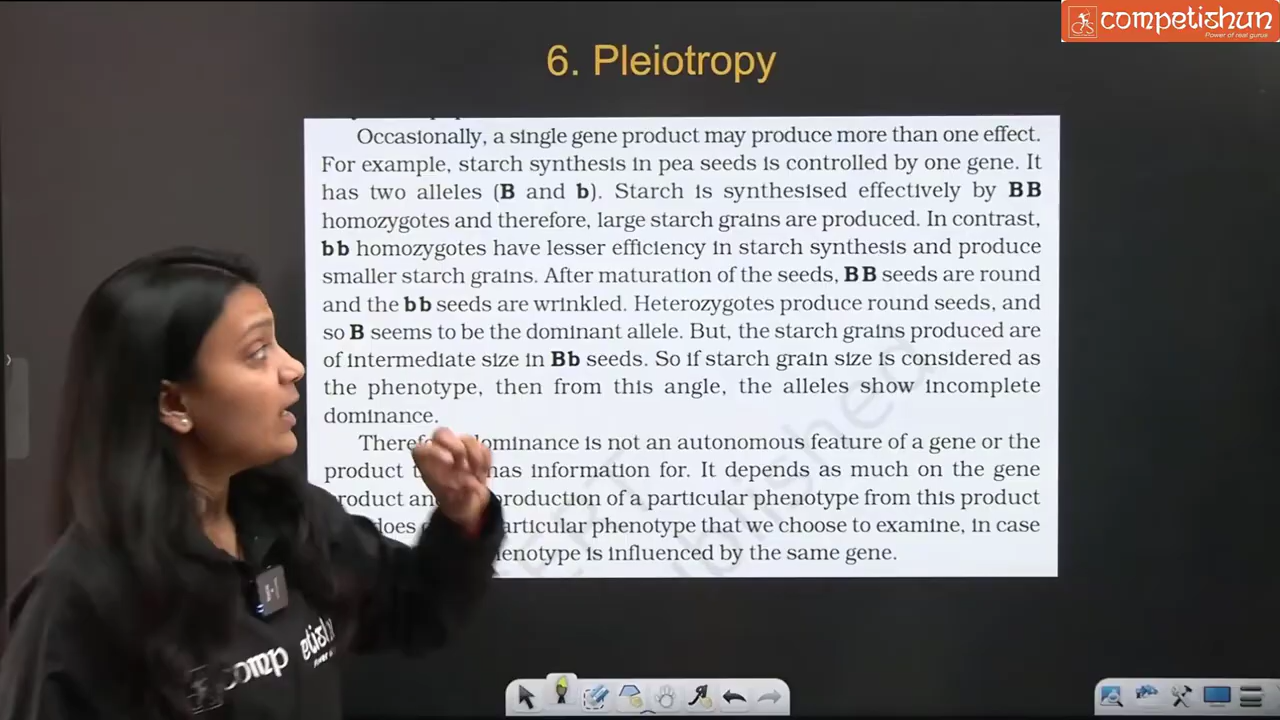 competishun
Power of real gurus
6. Pleiotropy
Occasionally, a single gene product may produce more than one effect.
For example, starch synthesis in pea seeds is controlled by one gene. It
has two alleles (B and b). Starch is synthesised effectively by BB
homozygotes and therefore, large starch grains are produced. In contrast,
bb homozygotes have lesser efficiency in starch synthesis and produce
smaller starch grains. After maturation of the seeds, BB seeds are round
and the bb seeds are wrinkled. Heterozygotes produce round seeds, and
so B seems to be the dominant allele. But, the starch grains produced are
of intermediate size in Bb seeds. So if starch grain size is considered as
the phenotype, then from this angle, the alleles show incomplete
dominance.
dominance is not an autonomous feature of a gene or the
product has information for. It depends as much on the gene
product production of a particular phenotype from this product
does particular phenotype that we choose to examine, in case
phenotype is influenced by the same gene.
comp etishu